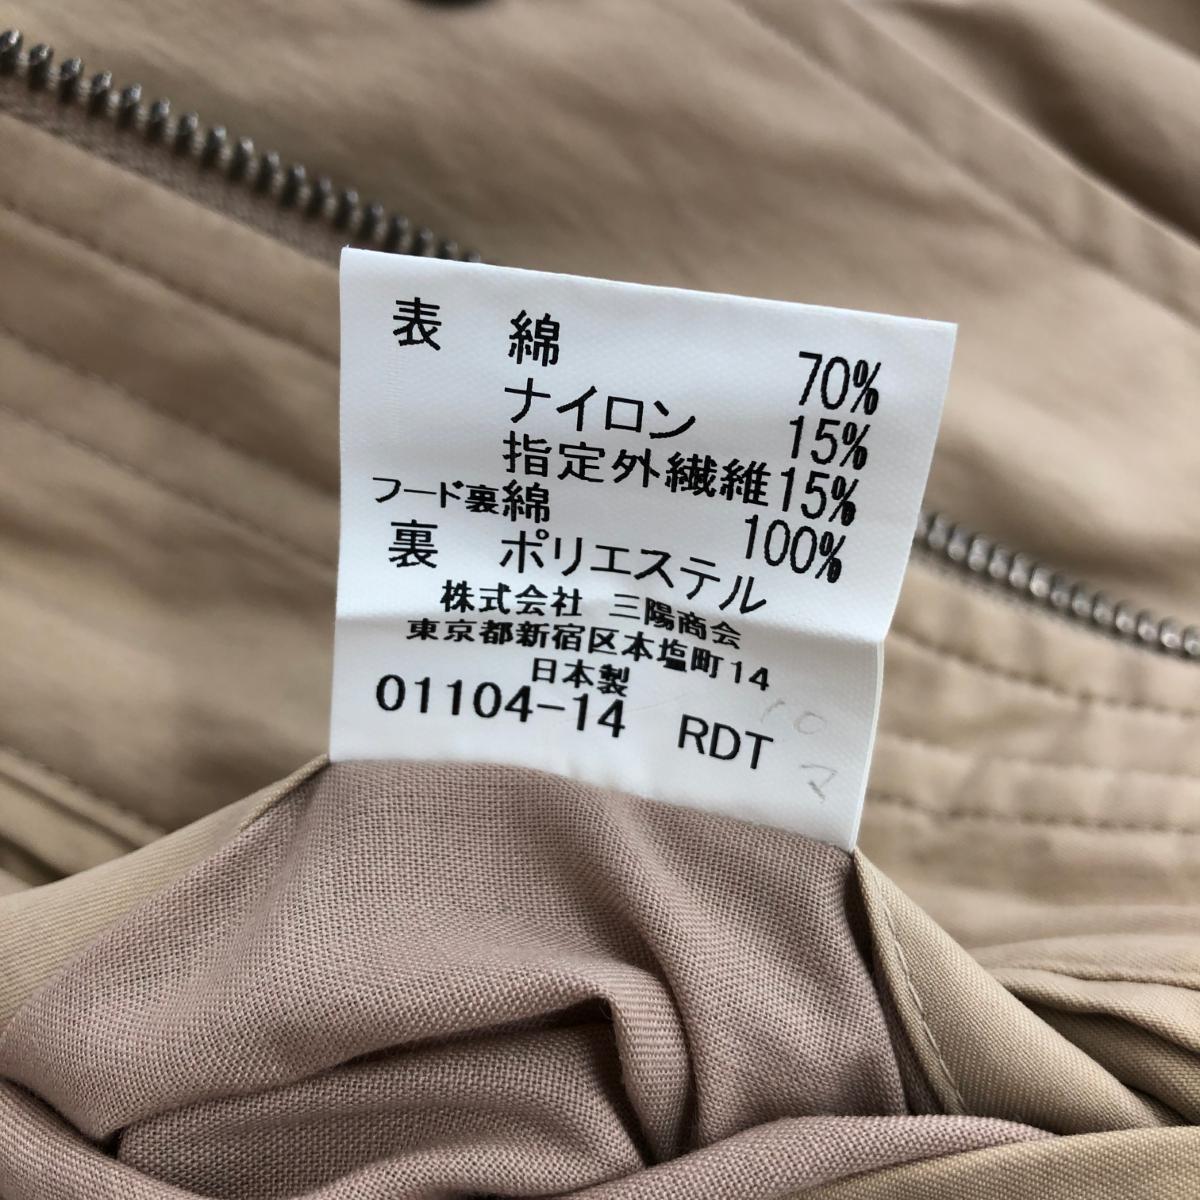 表 綿 70%
ナイロン 15%
指定外繊維 15%
フード裏綿 100%
裏 ポリエステル
株式会社 三陽商会
東京都新宿区本塩町14
日本製
01104-14 RDT
10
マ